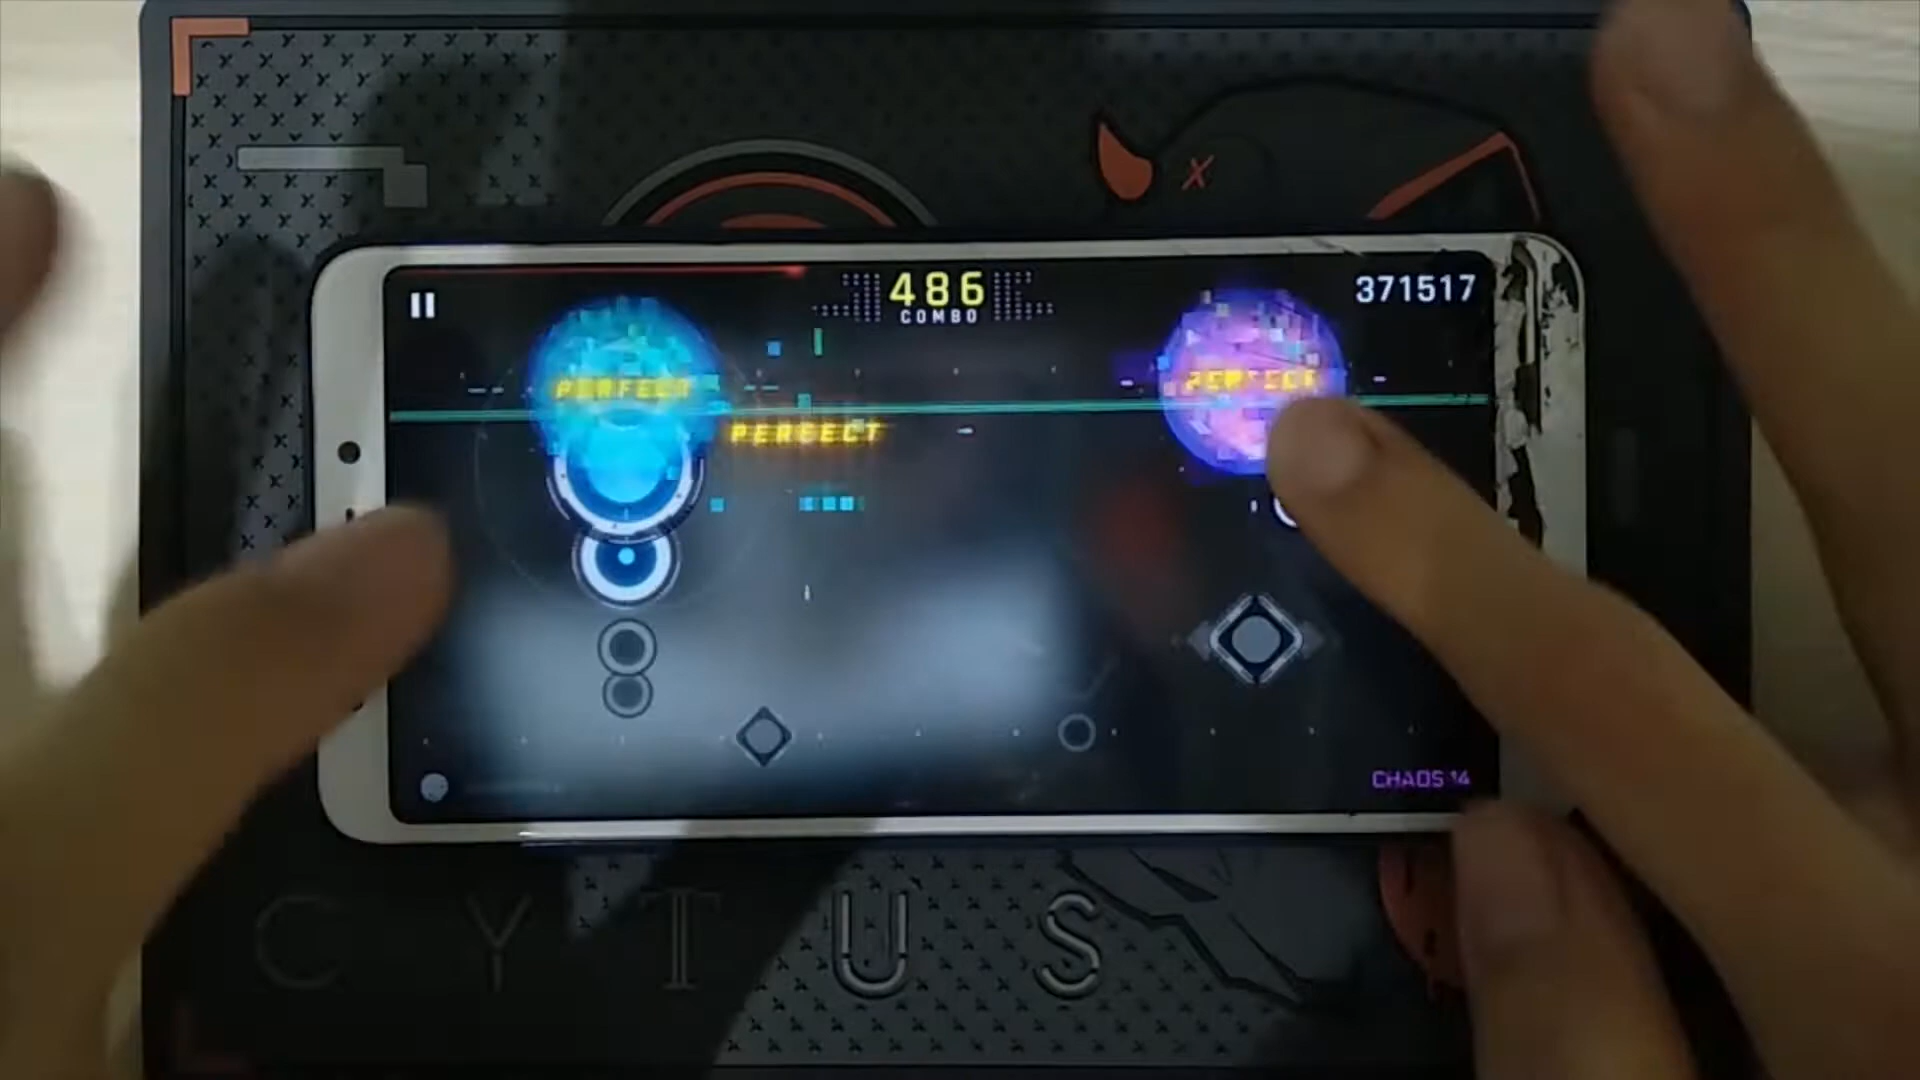 486
COMBO
371517
PERFECT
PERFECT
PERFECT
CHAOS 14
CYTUS